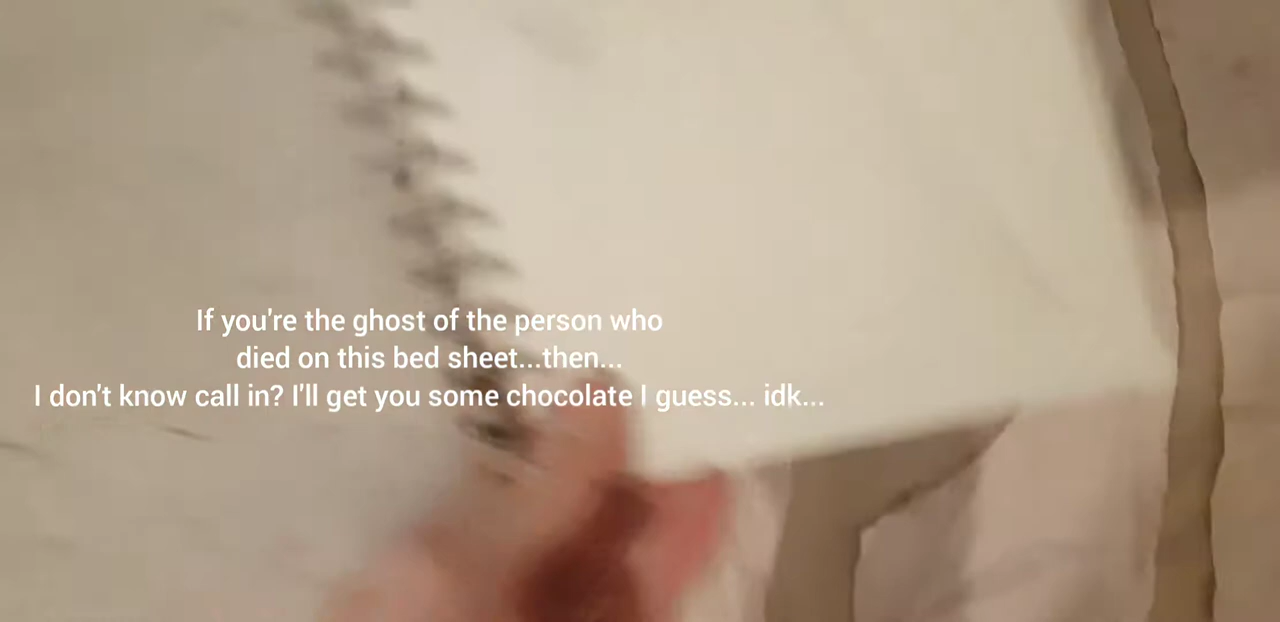 If you're the ghost of the person who
died on this bed sheet...then...
I don't know call in? I'll get you some chocolate I guess... idk...